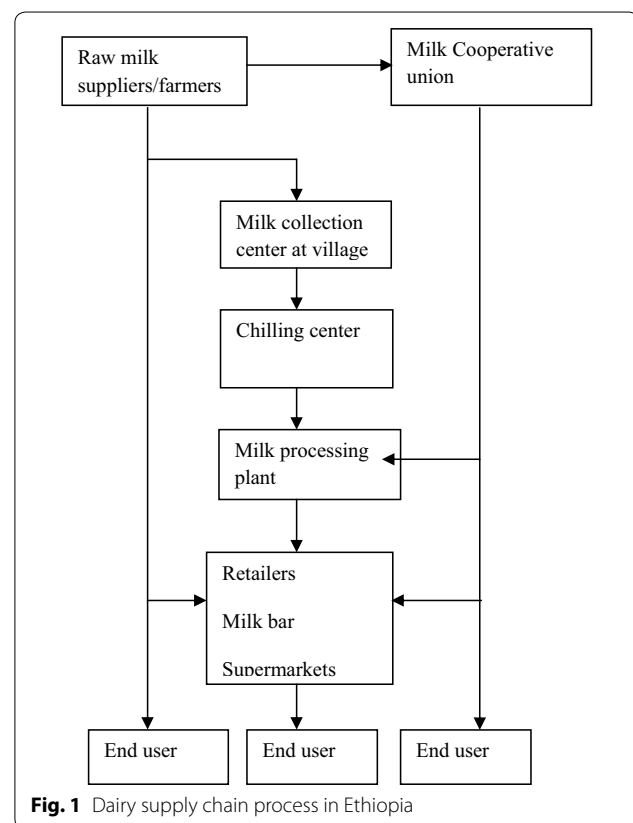 Raw milk
suppliers/farmers
Milk Cooperative
union
Milk collection
center at village
Chilling center
Milk processing
plant
Retailers
Milk bar
Supermarkets
End user
End user
End user
Fig. 1 Dairy supply chain process in Ethiopia